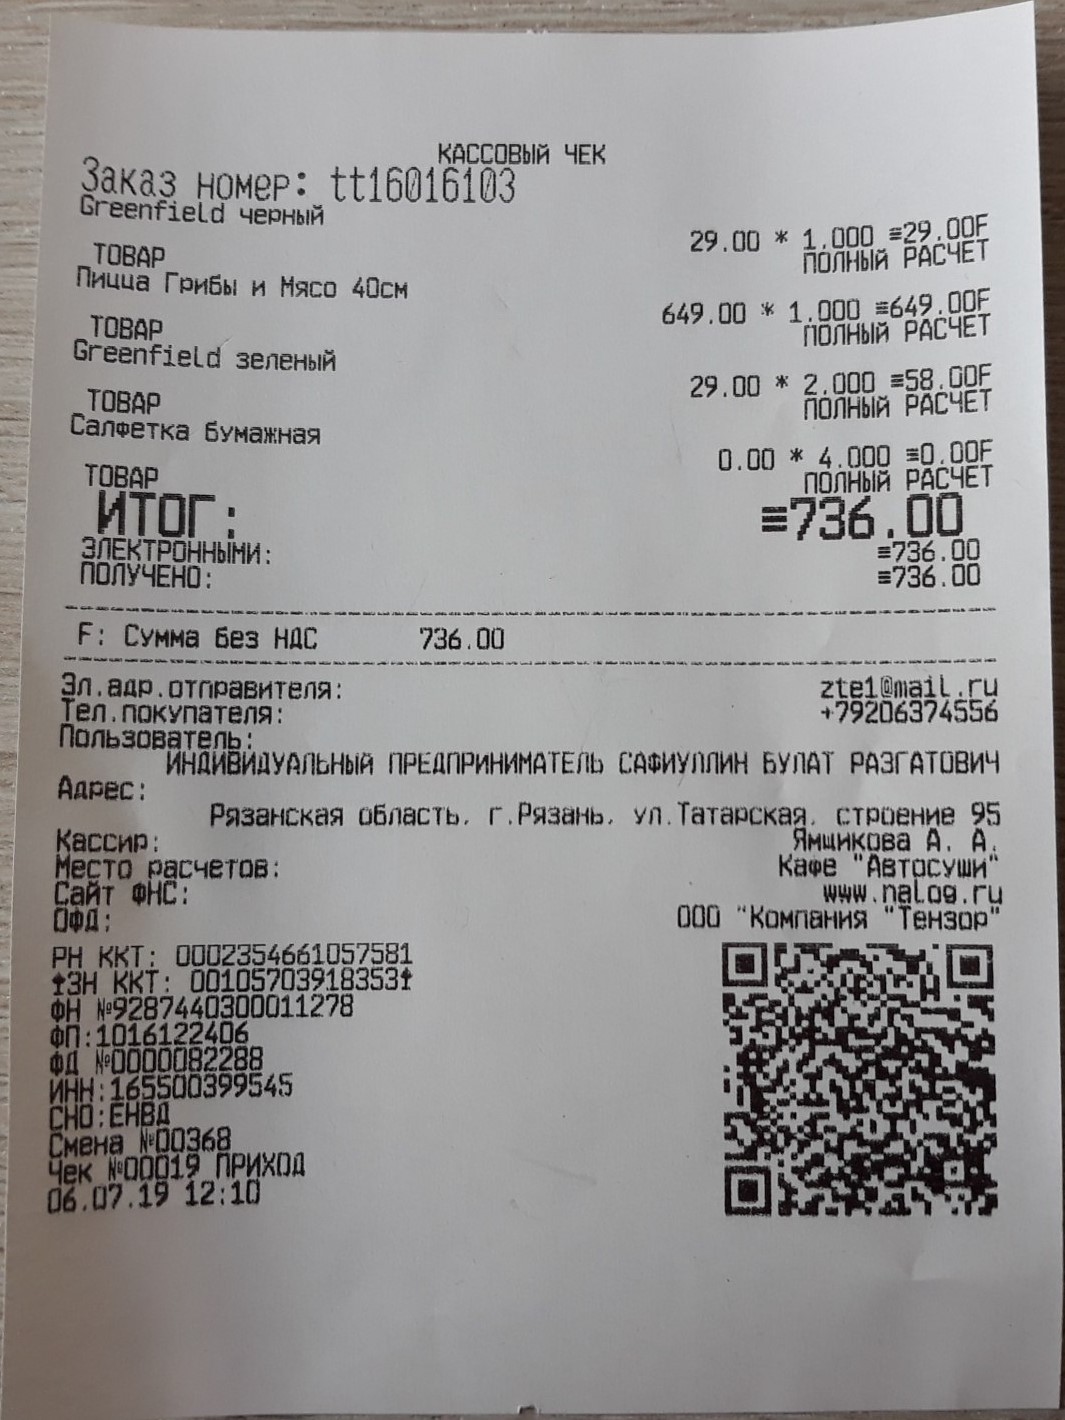 КАССОВЫЙ ЧЕК
Заказ номер: tt16016103
Greenfield черный
29.00 * 1.000 ≡29.00F
ТОВАР ПОЛНЫЙ РАСЧЕТ
Пицца Грибы и Мясо 40см
649.00 * 1.000 ≡649.00F
ТОВАР ПОЛНЫЙ РАСЧЕТ
Greenfield зеленый
29.00 * 2.000 ≡58.00F
ТОВАР ПОЛНЫЙ РАСЧЕТ
Салфетка бумажная
0.00 * 4.000 ≡0.00F
ТОВАР ПОЛНЫЙ РАСЧЕТ
ИТОГ: ≡736.00
ЭЛЕКТРОННЫМИ: ≡736.00
ПОЛУЧЕНО: ≡736.00
F: Сумма без НДС 736.00
Эл.адр.отправителя: zte1@mail.ru
Тел.покупателя: +79206374556
Пользователь:
ИНДИВИДУАЛЬНЫЙ ПРЕДПРИНИМАТЕЛЬ САФИУЛЛИН БУЛАТ РАЗГАТОВИЧ
Адрес:
Рязанская область, г.Рязань, ул.Татарская, строение 95
Кассир: Ямщикова А. А.
Место расчетов: Кафе "Автосуши"
Сайт ФНС: www.nalog.ru
ОФД: ООО "Компания "Тензор"
РН ККТ: 0002354661057581
ЗН ККТ: 00105703918353
ФН №9287440300011278
ФП:1016122406
ФД №0000082288
ИНН:165500399545
СНО:ЕНВД
Смена №00368
Чек №00019 ПРИХОД
06.07.19 12:10